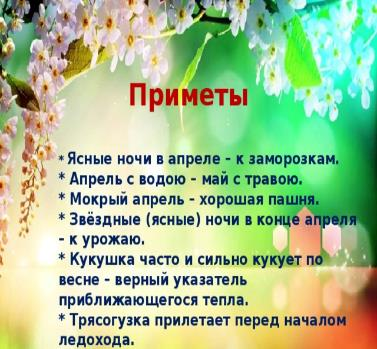 Приметы
* Ясные ночи в апреле - к заморозкам.
* Апрель с водою - май с травою.
* Мокрый апрель - хорошая пашня.
* Звёздные (ясные) ночи в конце апреля
- к урожаю.
* Кукушка часто и сильно кукует по
весне - верный указатель
приближающегося тепла.
* Трясогузка прилетает перед началом
ледохода.